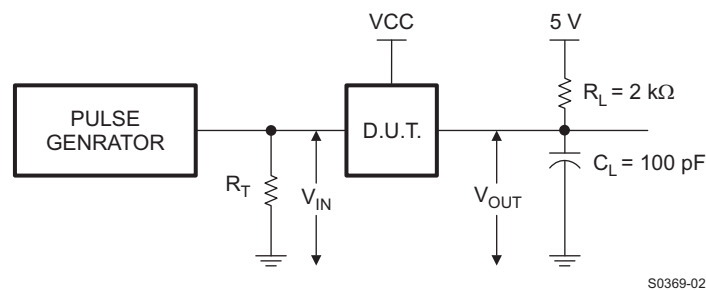 VCC
5 V
PULSE
GENRATOR
D.U.T.
R_L = 2 kΩ
R_T
V_IN
V_OUT
C_L = 100 pF
S0369-02